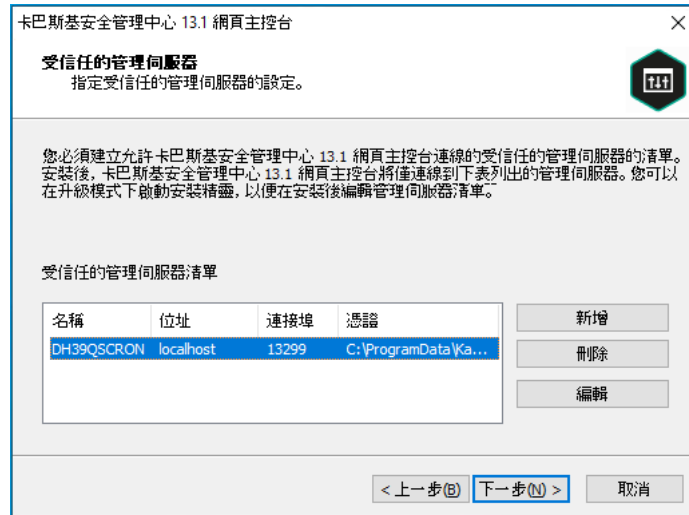 卡巴斯基安全管理中心 13.1 網頁主控台
受信任的管理伺服器
指定受信任的管理伺服器的設定。
您必須建立允許卡巴斯基安全管理中心 13.1 網頁主控台連線的受信任的管理伺服器的清單。
安裝後, 卡巴斯基安全管理中心 13.1 網頁主控台將僅連線到下表列出的管理伺服器。您可以
在升級模式下啟動安裝精靈, 以便在安裝後編輯管理伺服器清單。
受信任的管理伺服器清單
名稱 位址 連接埠 憑證
DH39QSCRON localhost 13299 C:\ProgramData\Ka...
新增
刪除
編輯
< 上一步(B) 下一步(N) > 取消